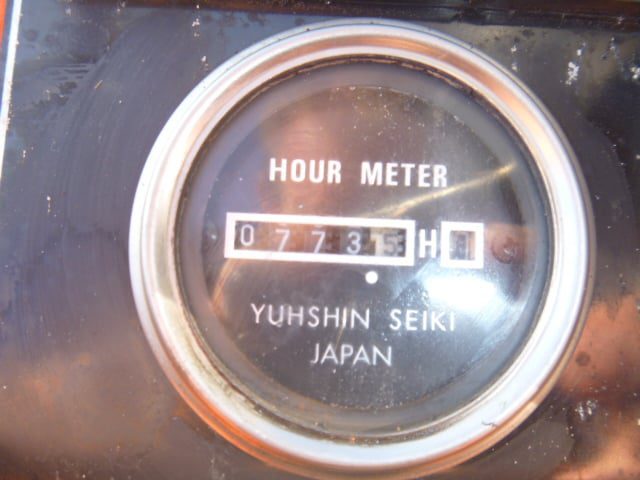 HOUR METER
07735 H
YUHSHIN SEIKI
JAPAN